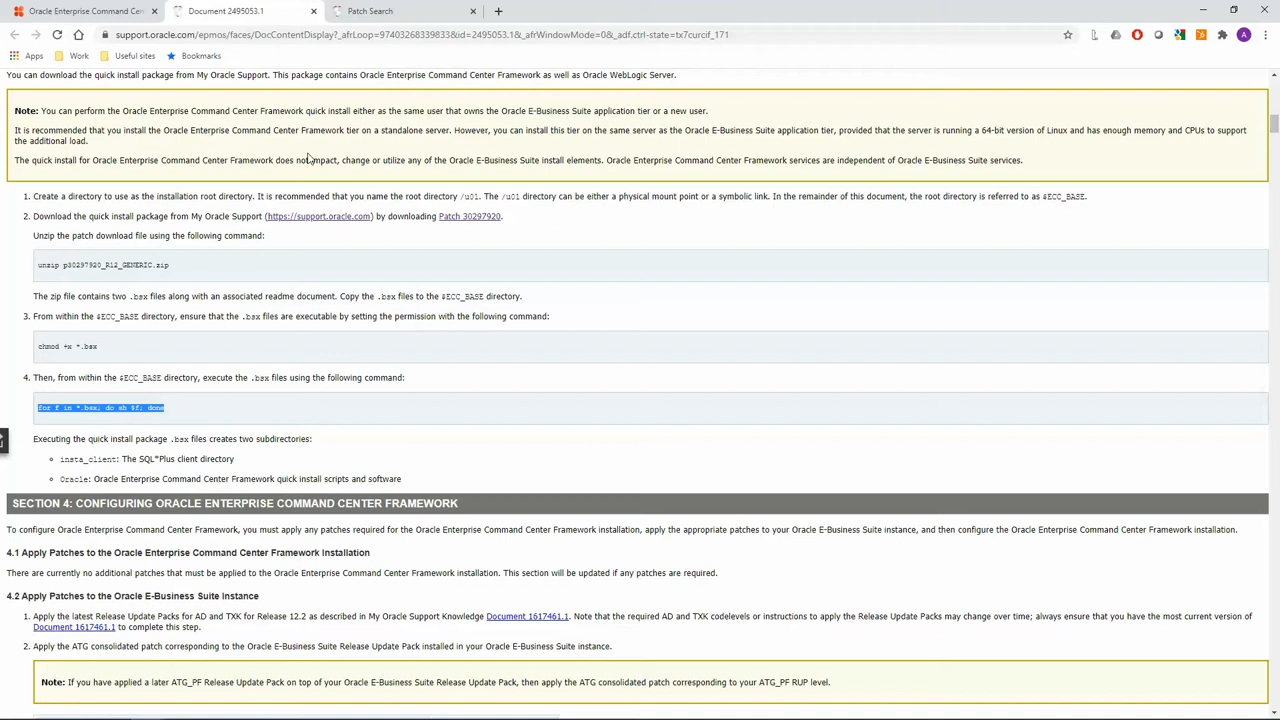 Oracle Enterprise Command Cent
Document 2495053.1
Patch Search
support.oracle.com/epmos/faces/DocContentDisplay?_afrLoop=974032683398338&id=2495053.1&_afrWindowMode=0&_adf.ctrl-state=tx7curcif_171
Apps
Work
Useful sites
Bookmarks
A
You can download the quick install package from My Oracle Support. This package contains Oracle Enterprise Command Center Framework as well as Oracle WebLogic Server.
Note: You can perform the Oracle Enterprise Command Center Framework quick install either as the same user that owns the Oracle E-Business Suite application tier or a new user.
It is recommended that you install the Oracle Enterprise Command Center Framework tier on a standalone server. However, you can install this tier on the same server as the Oracle E-Business Suite application tier, provided that the server is running a 64-bit version of Linux and has enough memory and CPUs to support
the additional load.
The quick install for Oracle Enterprise Command Center Framework does not impact, change or utilize any of the Oracle E-Business Suite install elements. Oracle Enterprise Command Center Framework services are independent of Oracle E-Business Suite services.
1. Create a directory to use as the installation root directory. It is recommended that you name the root directory /u01. The /u01 directory can be either a physical mount point or a symbolic link. In the remainder of this document, the root directory is referred to as $ECC_BASE.
2. Download the quick install package from My Oracle Support (https://support.oracle.com) by downloading Patch 30297920.
Unzip the patch download file using the following command:
unzip p30297920_R12_GENERIC.zip
The zip file contains two .bsx files along with an associated readme document. Copy the .bsx files to the $ECC_BASE directory.
3. From within the $ECC_BASE directory, ensure that the .bsx files are executable by setting the permission with the following command:
chmod +x *.bsx
4. Then, from within the $ECC_BASE directory, execute the .bsx files using the following command:
for f in *.bsx; do sh $f; done
Executing the quick install package .bsx files creates two subdirectories:
insta_client: The SQL*Plus client directory
Oracle: Oracle Enterprise Command Center Framework quick install scripts and software
SECTION 4: CONFIGURING ORACLE ENTERPRISE COMMAND CENTER FRAMEWORK
To configure Oracle Enterprise Command Center Framework, you must apply any patches required for the Oracle Enterprise Command Center Framework installation, apply the appropriate patches to your Oracle E-Business Suite instance, and then configure the Oracle Enterprise Command Center Framework installation.
4.1 Apply Patches to the Oracle Enterprise Command Center Framework Installation
There are currently no additional patches that must be applied to the Oracle Enterprise Command Center Framework installation. This section will be updated if any patches are required.
4.2 Apply Patches to the Oracle E-Business Suite Instance
1. Apply the latest Release Update Packs for AD and TXK for Release 12.2 as described in My Oracle Support Knowledge Document 1617461.1. Note that the required AD and TXK codelevels or instructions to apply the Release Update Packs may change over time; always ensure that you have the most current version of
Document 1617461.1 to complete this step.
2. Apply the ATG consolidated patch corresponding to the Oracle E-Business Suite Release Update Pack installed in your Oracle E-Business Suite instance.
Note: If you have applied a later ATG_PF Release Update Pack on top of your Oracle E-Business Suite Release Update Pack, then apply the ATG consolidated patch corresponding to your ATG_PF RUP level.